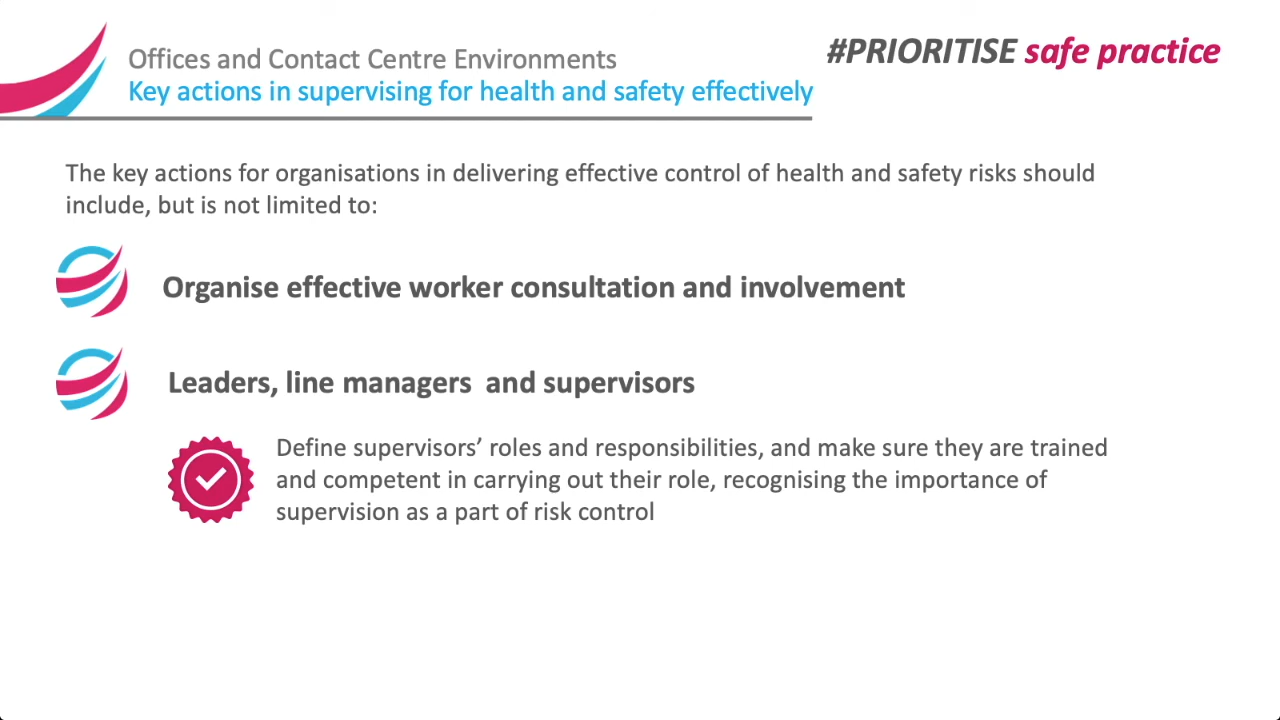 Offices and Contact Centre Environments
Key actions in supervising for health and safety effectively
#PRIORITISE safe practice
The key actions for organisations in delivering effective control of health and safety risks should
include, but is not limited to:
Organise effective worker consultation and involvement
Leaders, line managers  and supervisors
Define supervisors’ roles and responsibilities, and make sure they are trained
and competent in carrying out their role, recognising the importance of
supervision as a part of risk control